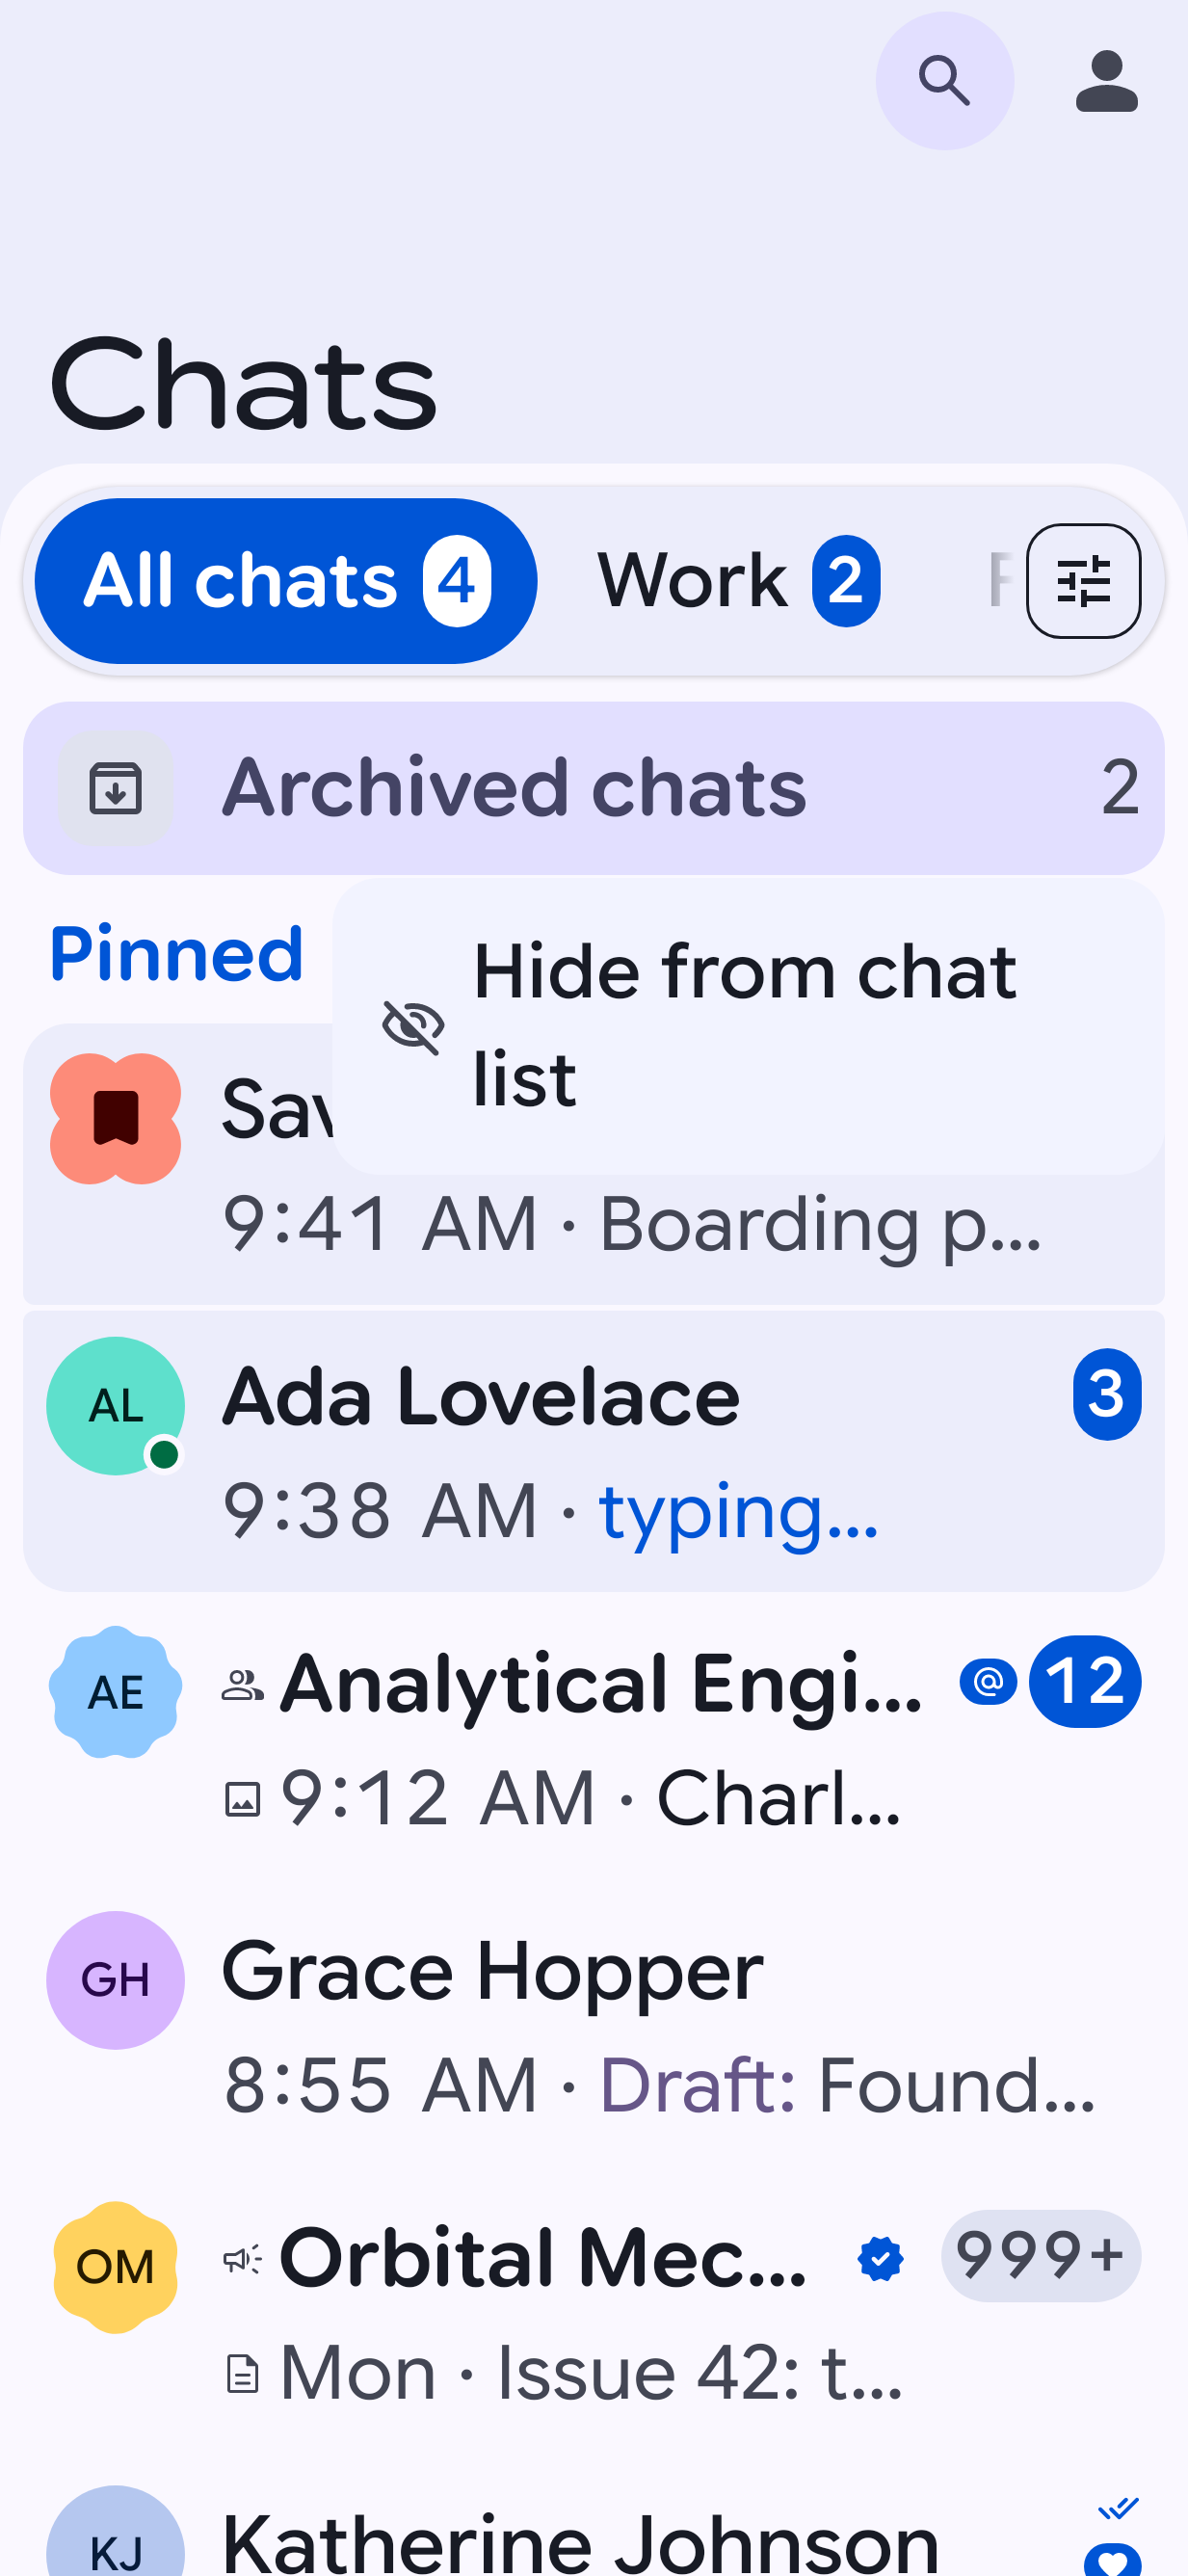 Chats
All chats 4 Work 2
Archived chats 2
Pinned
Hide from chat
list
9:41 AM · Boarding p...
AL Ada Lovelace 3
9:38 AM · typing...
AE Analytical Engi... @ 12
9:12 AM · Charl...
GH Grace Hopper
8:55 AM · Draft: Found...
OM Orbital Mec... 999+
Mon · Issue 42: t...
KJ Katherine Johnson